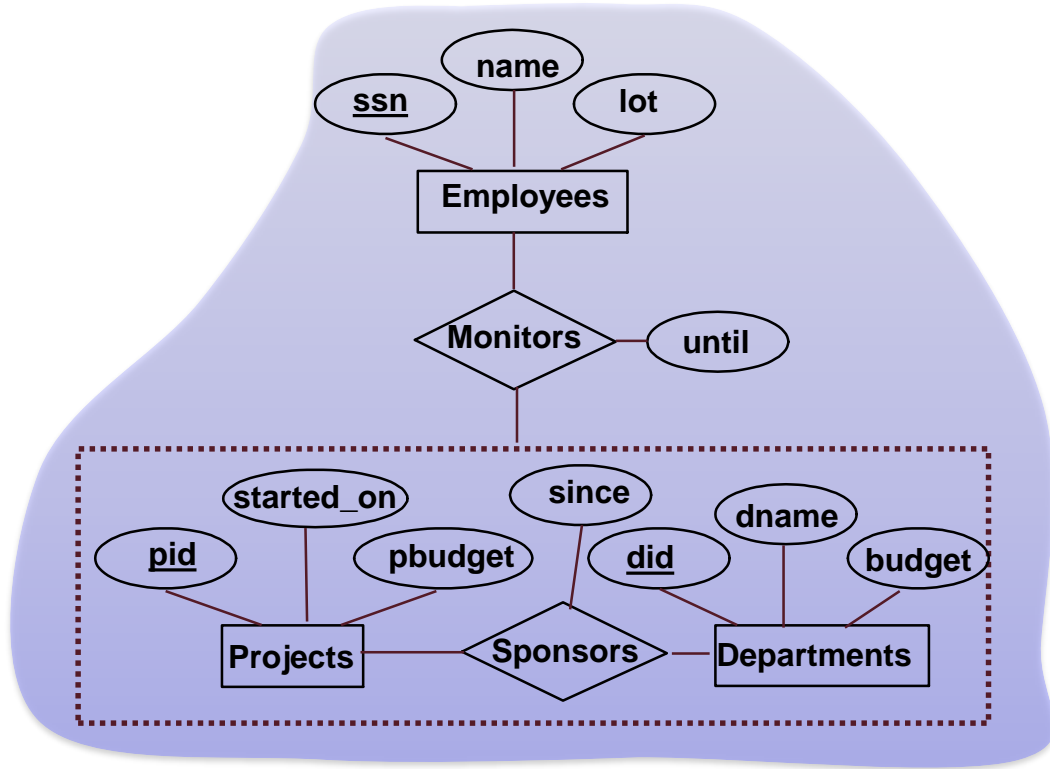 name
ssn
lot
Employees
Monitors
until
started_on
since
dname
pid
pbudget
did
budget
Projects
Sponsors
Departments